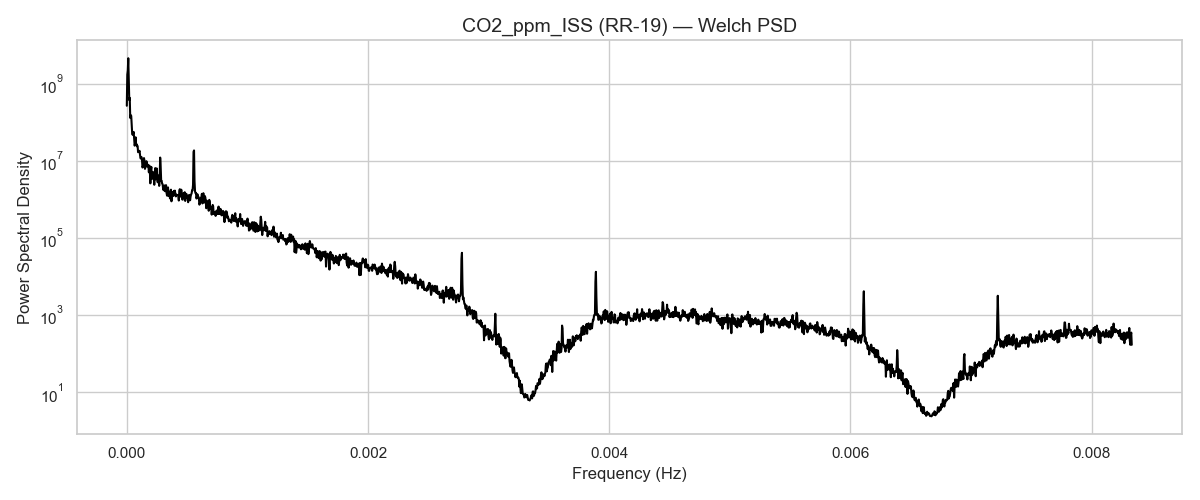 CO2_ppm_ISS (RR-19) — Welch PSD
Power Spectral Density
10^9
10^7
10^5
10^3
10^1
0.000 0.002 0.004 0.006 0.008
Frequency (Hz)